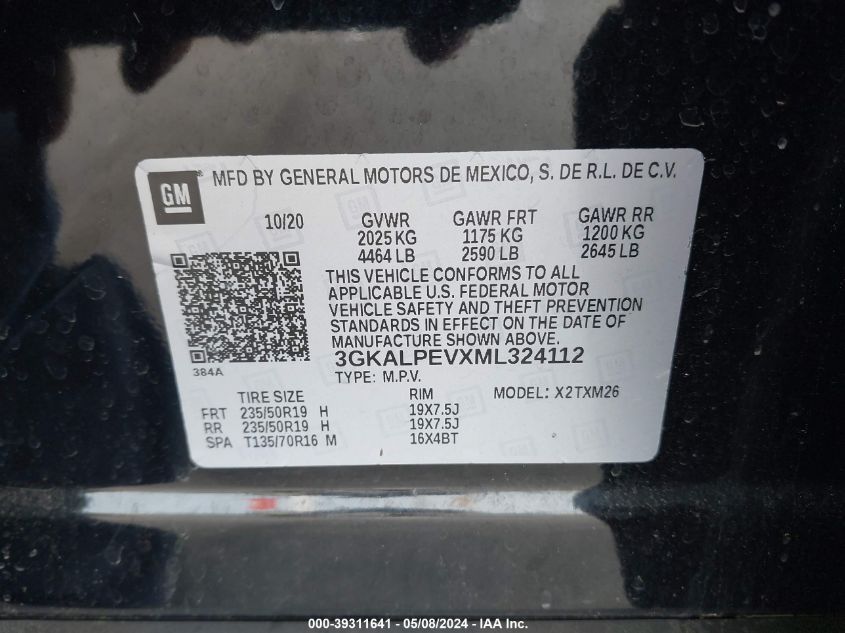 GM® MFD BY GENERAL MOTORS DE MEXICO, S. DE R.L. DE C.V.
10/20 GVWR GAWR FRT GAWR RR
2025 KG 1175 KG 1200 KG
4464 LB 2590 LB 2645 LB
THIS VEHICLE CONFORMS TO ALL
APPLICABLE U.S. FEDERAL MOTOR
VEHICLE SAFETY AND THEFT PREVENTION
STANDARDS IN EFFECT ON THE DATE OF
MANUFACTURE SHOWN ABOVE.
3GKALPEVXML324112
384A
TYPE: M.P.V. MODEL: X2TXM26
TIRE SIZE RIM
FRT 235/50R19 H 19X7.5J
RR 235/50R19 H 19X7.5J
SPA T135/70R16 M 16X4BT
000-39311641 - 05/08/2024 - IAA Inc.